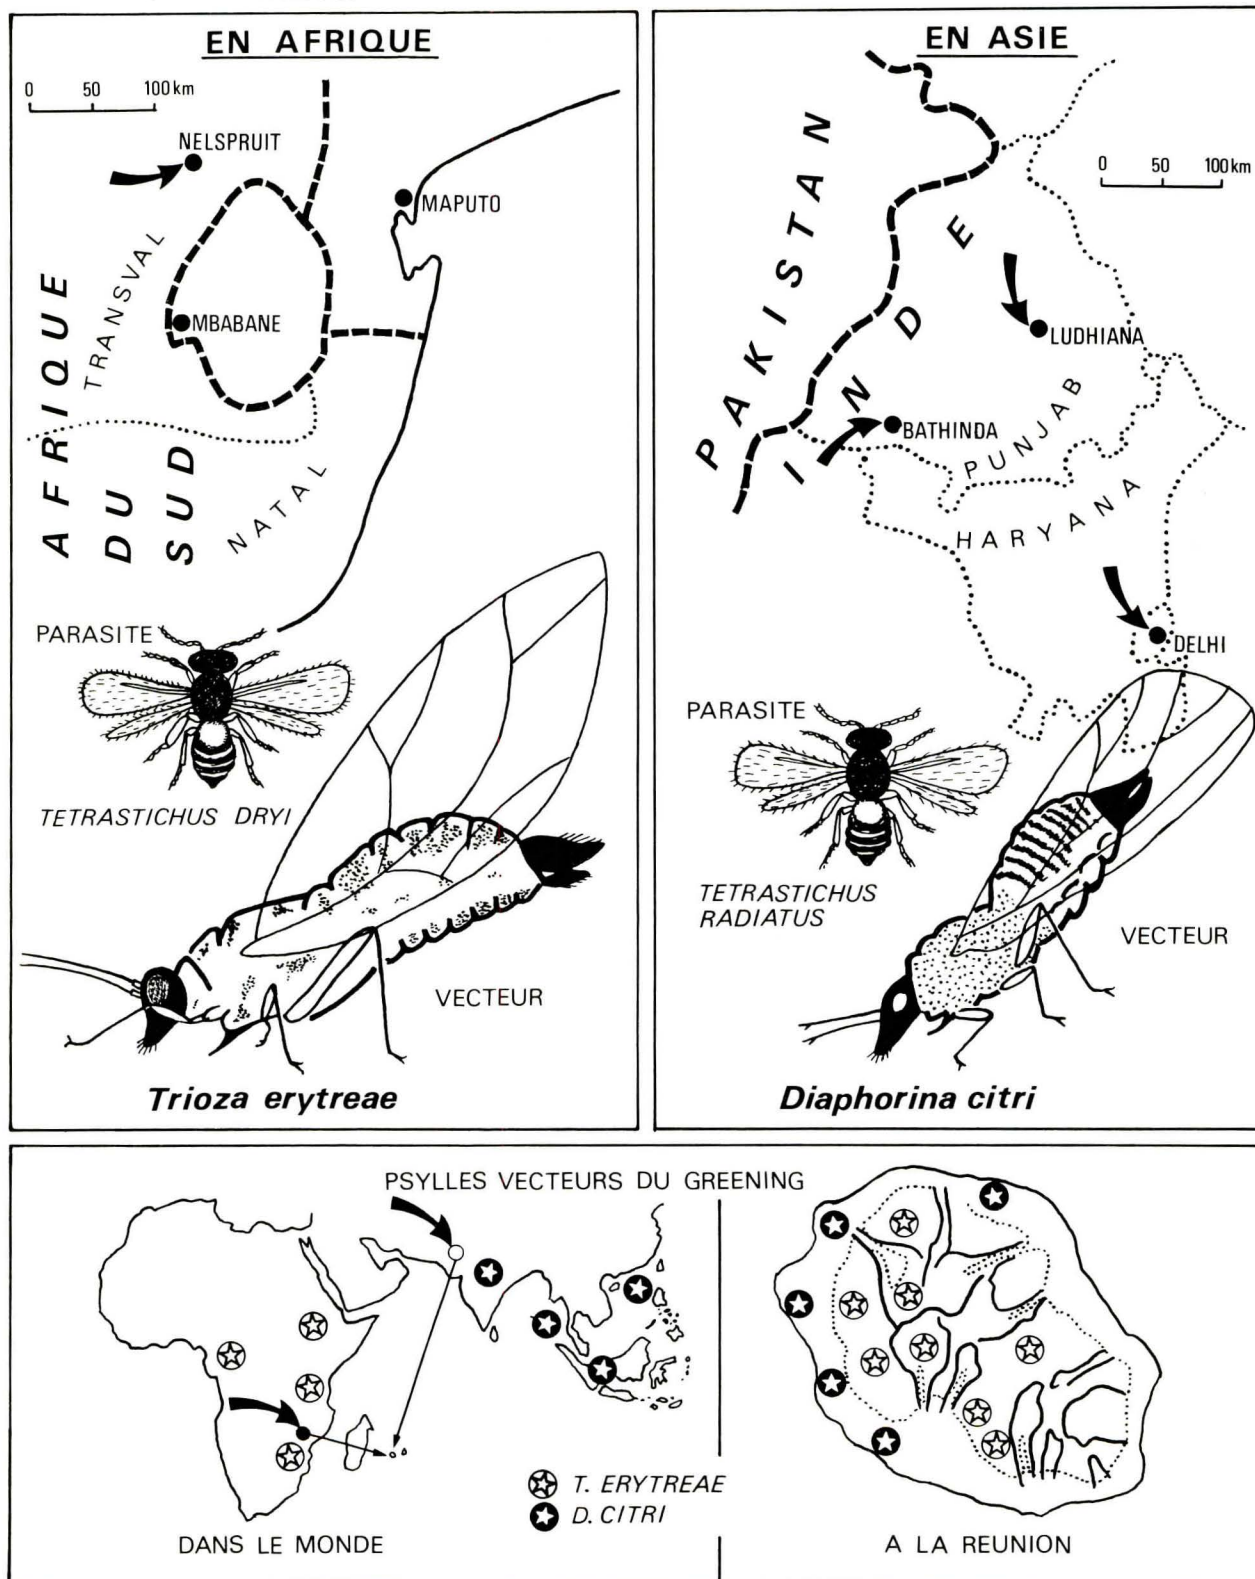 EN AFRIQUE
0 50 100 km
NELSPRUIT
MAPUTO
TRANSVAL
MBABANE
AFRIQUE
DU
SUD
NATAL
PARASITE
TETRASTICHUS DRYI
VECTEUR
Trioza erytreae
EN ASIE
0 50 100 km
PAKISTAN
INDE
LUDHIANA
BATHINDA
PUNJAB
HARYANA
DELHI
PARASITE
TETRASTICHUS
RADIATUS
VECTEUR
Diaphorina citri
PSYLLES VECTEURS DU GREENING
T. ERYTREAE
D. CITRI
DANS LE MONDE
A LA REUNION